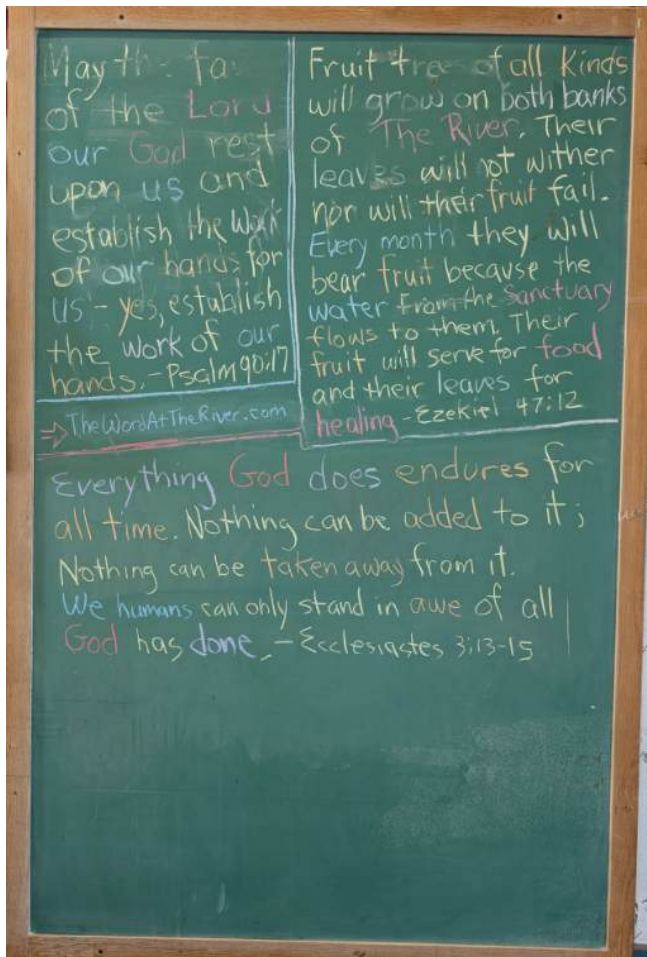 May th fa
of the Lord
our God rest
upon us and
establish the work
of our hands for
us - yes, establish
the work of our
hands. - Psalm 90:17
Fruit tree of all kinds
will grow on both banks
of The River. Their
leaves will not wither
nor will their fruit fail.
Every month they will
bear fruit because the
water from the Sanctuary
flows to them. Their
fruit will serve for food
and their leaves for
healing - Ezekiel 47:12
⇒ TheWordAtTheRiver.com
Everything God does endures for
all time. Nothing can be added to it;
Nothing can be taken away from it.
We humans can only stand in awe of all
God has done. - Ecclesiastes 3:13-15